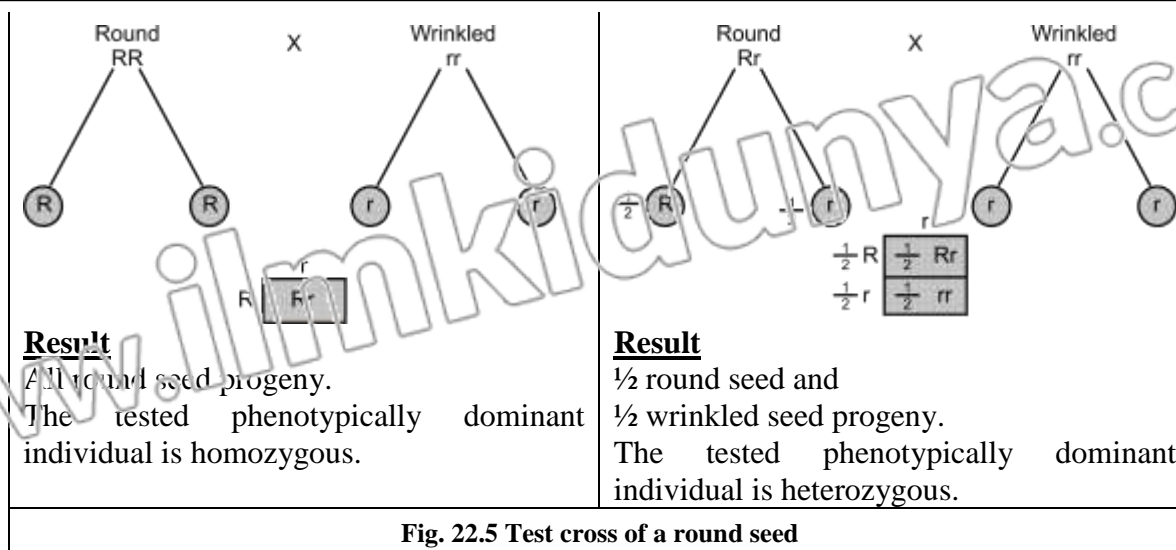 Round X Wrinkled
RR rr
R R r r
r
R Rr
Result
All round seed progeny.
The tested phenotypically dominant
individual is homozygous.
Round X Wrinkled
Rr rr
1/2 R r r r
r
1/2 R 1/2 Rr
1/2 r 1/2 rr
Result
½ round seed and
½ wrinkled seed progeny.
The tested phenotypically dominant
individual is heterozygous.
Fig. 22.5 Test cross of a round seed
www.ilmkidunya.c